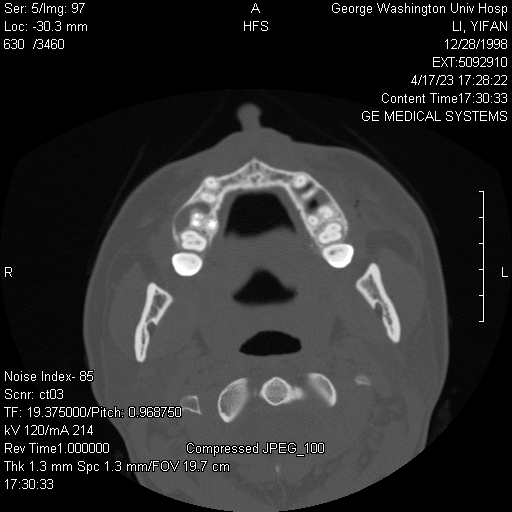 Ser: 5/Img: 97
Loc: -30.3 mm
630 /3460
A
HFS
George Washington Univ Hosp
LI, YIFAN
12/28/1998
EXT:5092910
4/17/23 17:28:22
Content Time17:30:33
GE MEDICAL SYSTEMS
R
L
Noise Index- 85
Scnr: ct03
TF: 19.375000/Pitch: 0.968750
kV 120/mA 214
Rev Time1.000000
Compressed JPEG_100
Thk 1.3 mm Spc 1.3 mm/FOV 19.7 cm
17:30:33